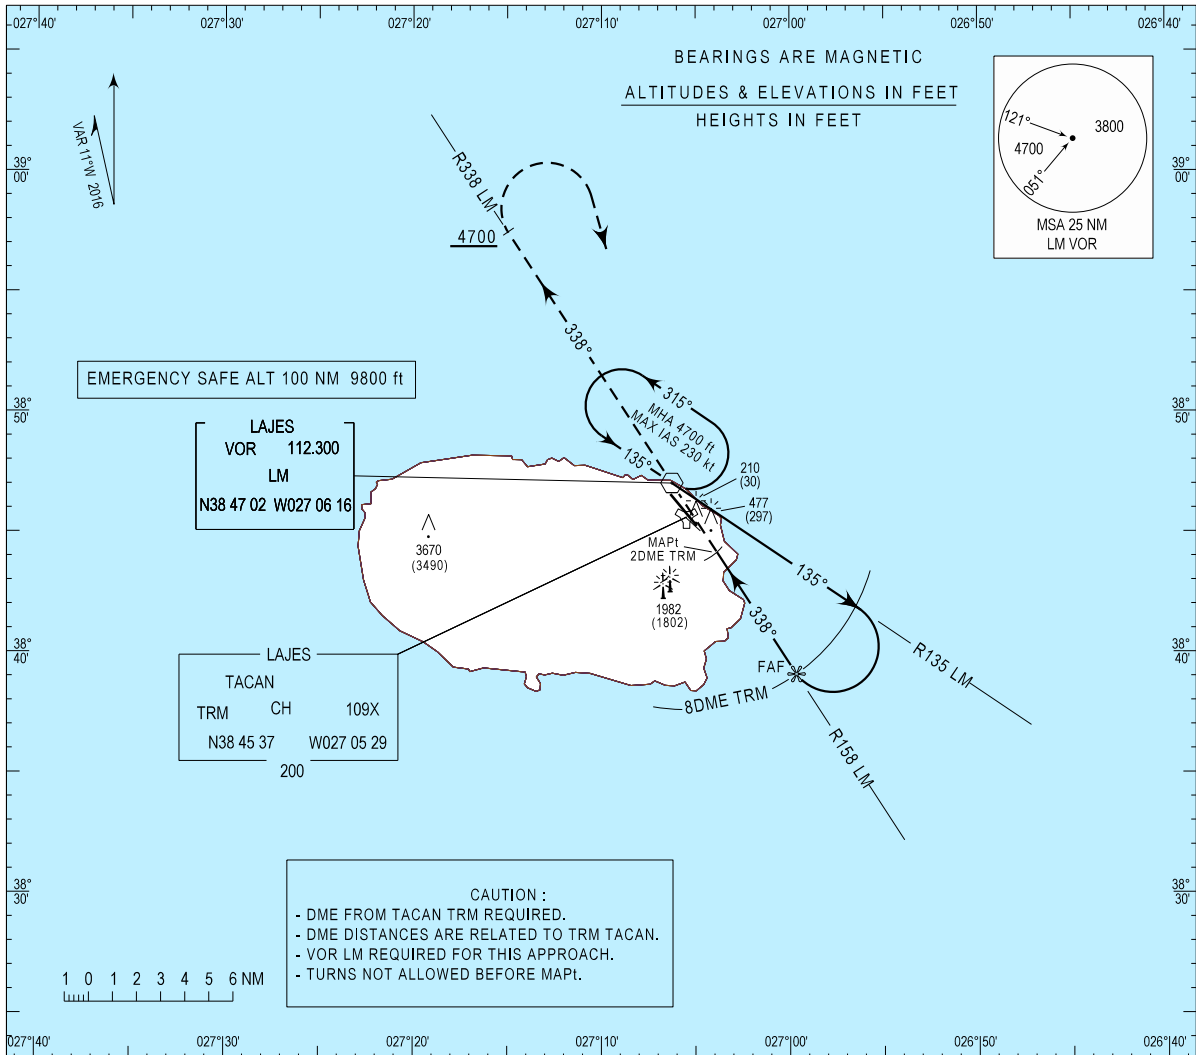 027°40' 027°30' 027°20' 027°10' 027°00' 026°50' 026°40'
BEARINGS ARE MAGNETIC
ALTITUDES & ELEVATIONS IN FEET
HEIGHTS IN FEET
121°
3800
4700
051°
MSA 25 NM
LM VOR
VAR 11°W 2016
39°
00'
39°
00'
R338 LM
4700
338°
EMERGENCY SAFE ALT 100 NM 9800 ft
38°
50'
38°
50'
315°
MHA 4700 ft
MAX IAS 230 kt
135°
LAJES
VOR 112.300
LM
N38 47 02 W027 06 16
210
(30)
477
(297)
3670
(3490)
MAPt
2DME TRM
1982
(1802)
135°
338°
38°
40'
38°
40'
FAF
8DME TRM
R135 LM
R158 LM
LAJES
TACAN
TRM CH 109X
N38 45 37 W027 05 29
200
38°
30'
38°
30'
CAUTION :
- DME FROM TACAN TRM REQUIRED.
- DME DISTANCES ARE RELATED TO TRM TACAN.
- VOR LM REQUIRED FOR THIS APPROACH.
- TURNS NOT ALLOWED BEFORE MAPt.
1 0 1 2 3 4 5 6 NM
027°40' 027°30' 027°20' 027°10' 027°00' 026°50' 026°40'